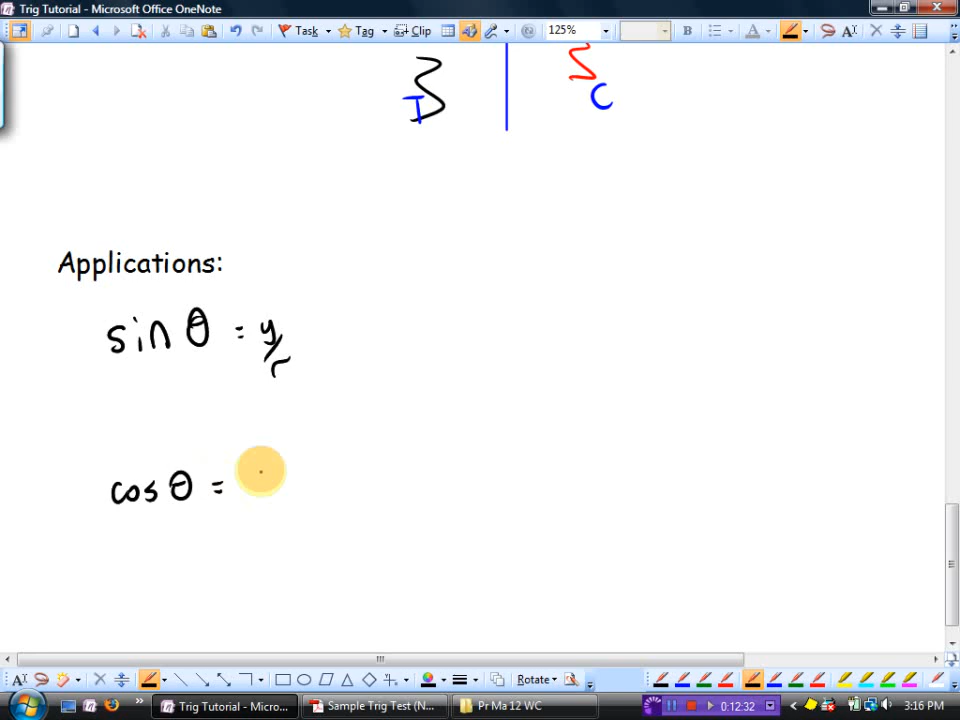 Trig Tutorial - Microsoft Office OneNote
Task Tag Clip 125% B A A
T C
Applications:
sin θ = y/r
cos θ =
A Rotate
Trig Tutorial - Micro... Sample Trig Test (N... Pr Ma 12 WC 0:12:32 3:16 PM